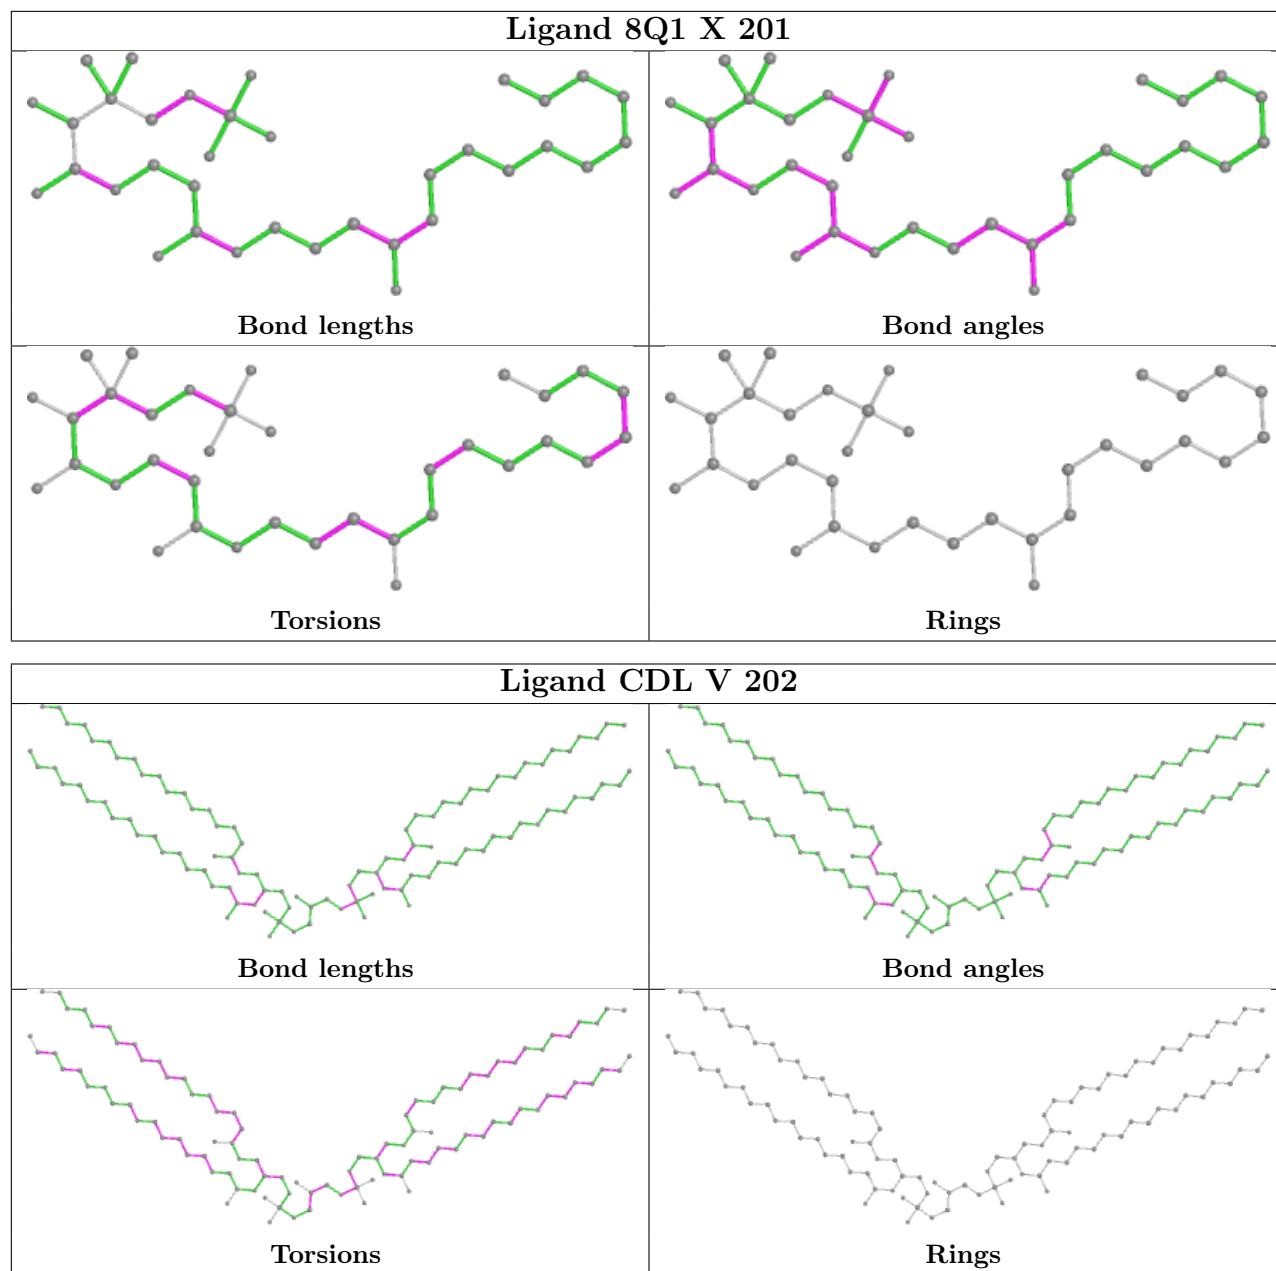 Ligand 8Q1 X 201
Bond lengths
Bond angles
Torsions
Rings
Ligand CDL V 202
Bond lengths
Bond angles
Torsions
Rings